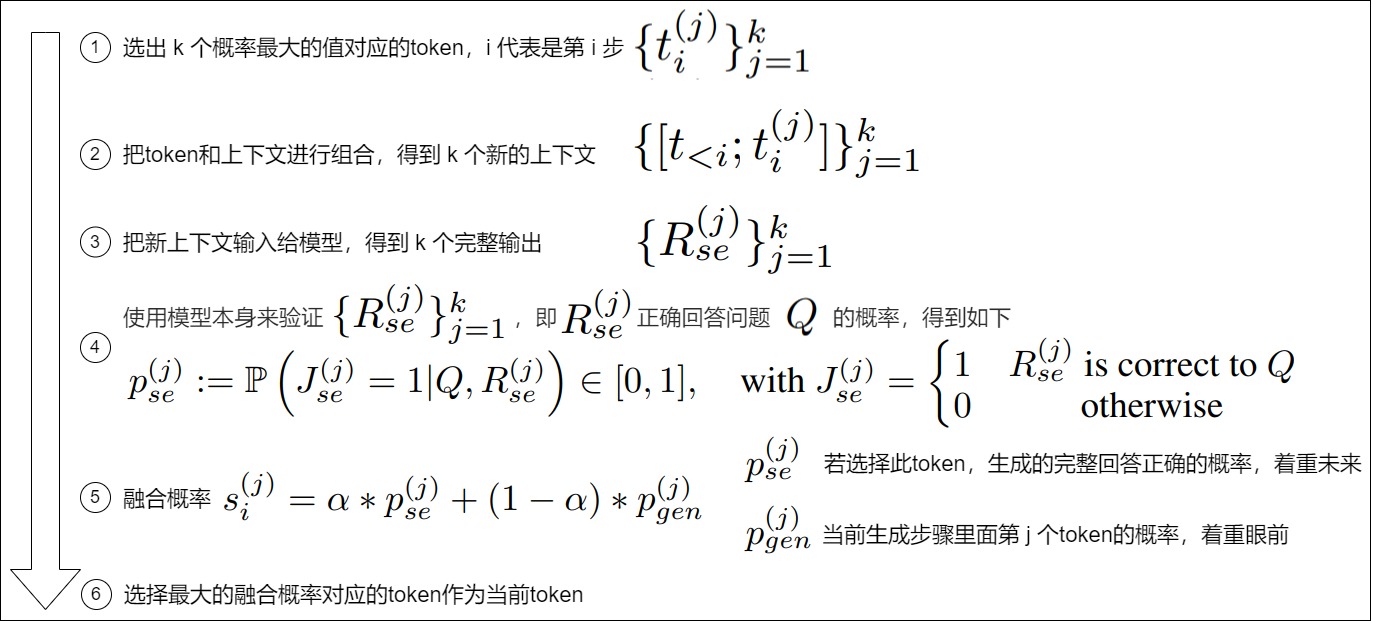 ① 选出 k 个概率最大的值对应的token，i 代表是第 i 步 $\{t_i^{(j)}\}_{j=1}^{k}$
② 把token和上下文进行组合，得到 k 个新的上下文 $\{[t_{<i}; t_i^{(j)}]\}_{j=1}^{k}$
③ 把新上下文输入给模型，得到 k 个完整输出 $\{R_{se}^{(j)}\}_{j=1}^{k}$
④ 使用模型本身来验证 $\{R_{se}^{(j)}\}_{j=1}^{k}$ ，即 $R_{se}^{(j)}$ 正确回答问题 $Q$ 的概率，得到如下
$p_{se}^{(j)} := \mathbb{P}\left(J_{se}^{(j)} = 1 | Q, R_{se}^{(j)}\right) \in [0, 1], \quad \text{with } J_{se}^{(j)} = \begin{cases} 1 & R_{se}^{(j)} \text{ is correct to } Q \\ 0 & \text{otherwise} \end{cases}$
⑤ 融合概率 $s_i^{(j)} = \alpha * p_{se}^{(j)} + (1 - \alpha) * p_{gen}^{(j)}$
$p_{se}^{(j)}$ 若选择此token，生成的完整回答正确的概率，着重未来
$p_{gen}^{(j)}$ 当前生成步骤里面第 j 个token的概率，着重眼前
⑥ 选择最大的融合概率对应的token作为当前token